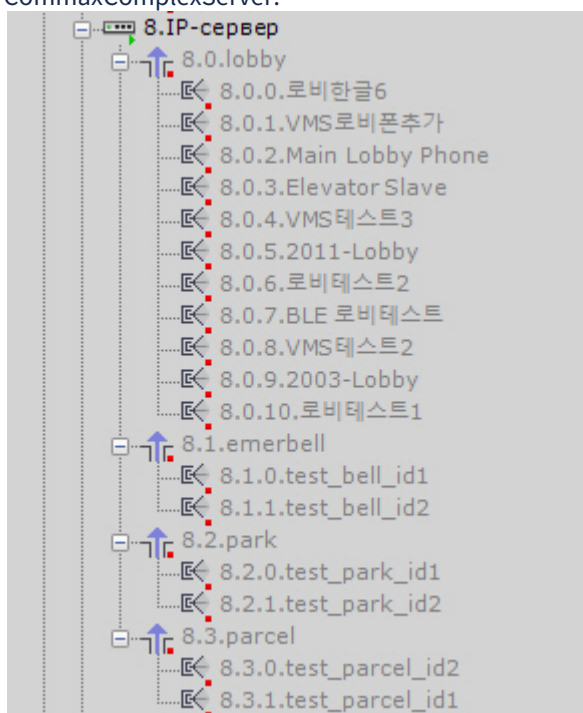 CommaxComplexServer.
8.IP-сервер
8.0.lobby
8.0.0.로비한글6
8.0.1.VMS로비폰추가
8.0.2.Main Lobby Phone
8.0.3.Elevator Slave
8.0.4.VMS테스트3
8.0.5.2011-Lobby
8.0.6.로비테스트2
8.0.7.BLE 로비테스트
8.0.8.VMS테스트2
8.0.9.2003-Lobby
8.0.10.로비테스트1
8.1.emerbell
8.1.0.test_bell_id1
8.1.1.test_bell_id2
8.2.park
8.2.0.test_park_id1
8.2.1.test_park_id2
8.3.parcel
8.3.0.test_parcel_id2
8.3.1.test_parcel_id1